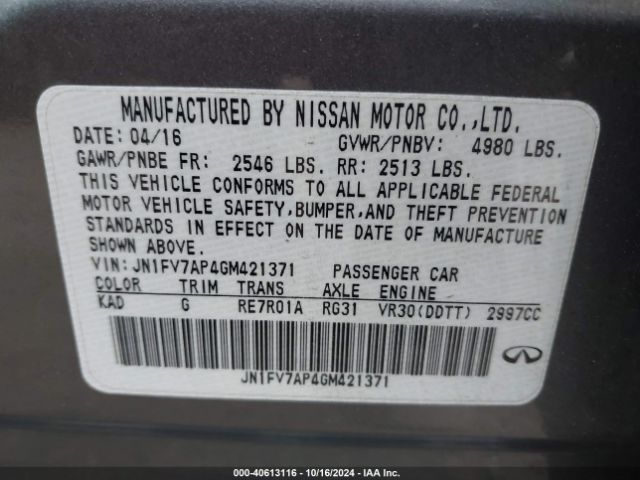 MANUFACTURED BY NISSAN MOTOR CO.,LTD.
DATE: 04/16 GVWR/PNBV: 4980 LBS.
GAWR/PNBE FR: 2546 LBS. RR: 2513 LBS.
THIS VEHICLE CONFORMS TO ALL APPLICABLE FEDERAL
MOTOR VEHICLE SAFETY,BUMPER,AND THEFT PREVENTION
STANDARDS IN EFFECT ON THE DATE OF MANUFACTURE
SHOWN ABOVE.
VIN:JN1FV7AP4GM421371 PASSENGER CAR
COLOR TRIM TRANS AXLE ENGINE
KAD G RE7R01A RG31 VR30(DDTT) 2997CC
JN1FV7AP4GM421371
000-40613116 - 10/16/2024 - IAA Inc.